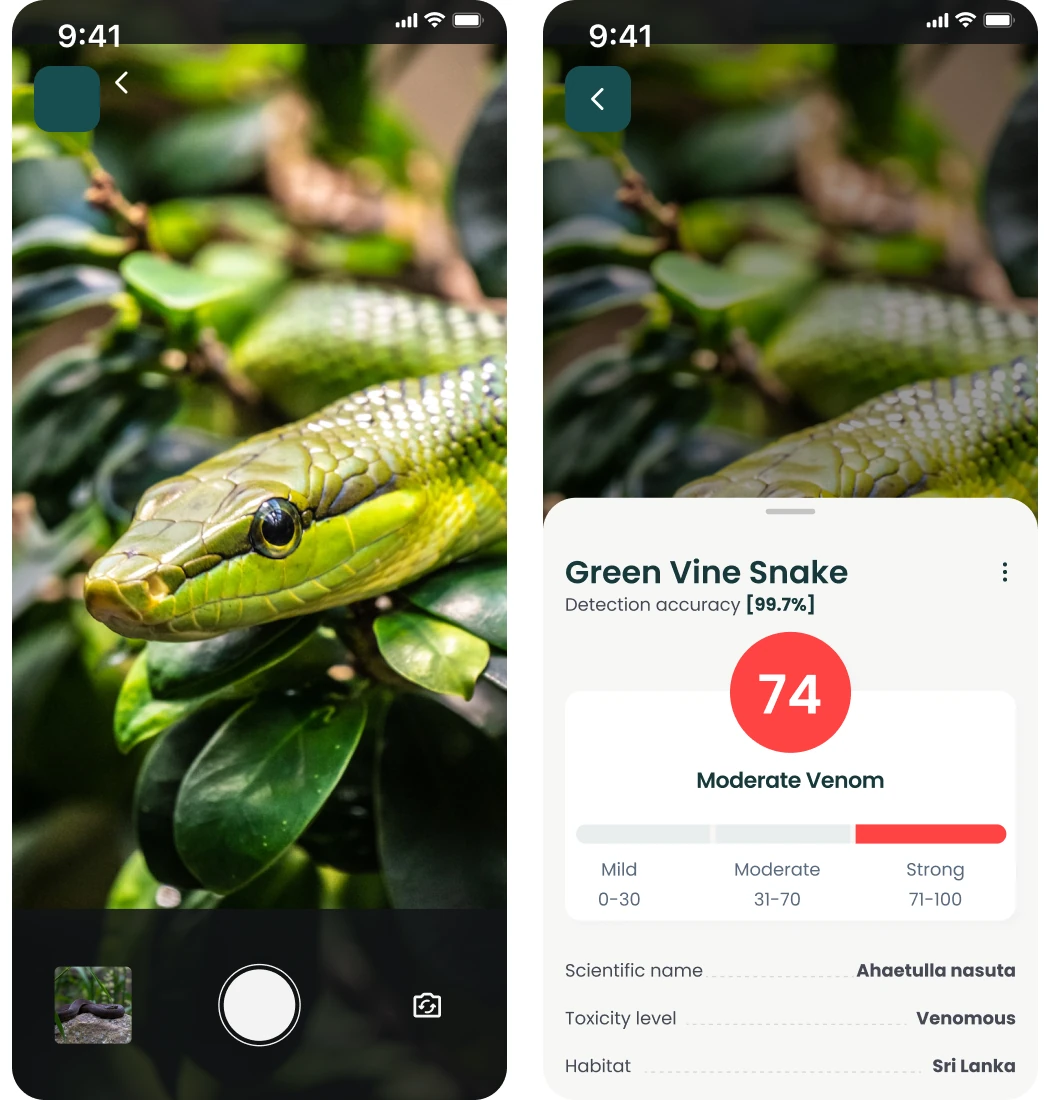 9:41
9:41
Green Vine Snake
Detection accuracy [99.7%]
74
Moderate Venom
Mild Moderate Strong
0-30 31-70 71-100
Scientific name Ahaetulla nasuta
Toxicity level Venomous
Habitat Sri Lanka